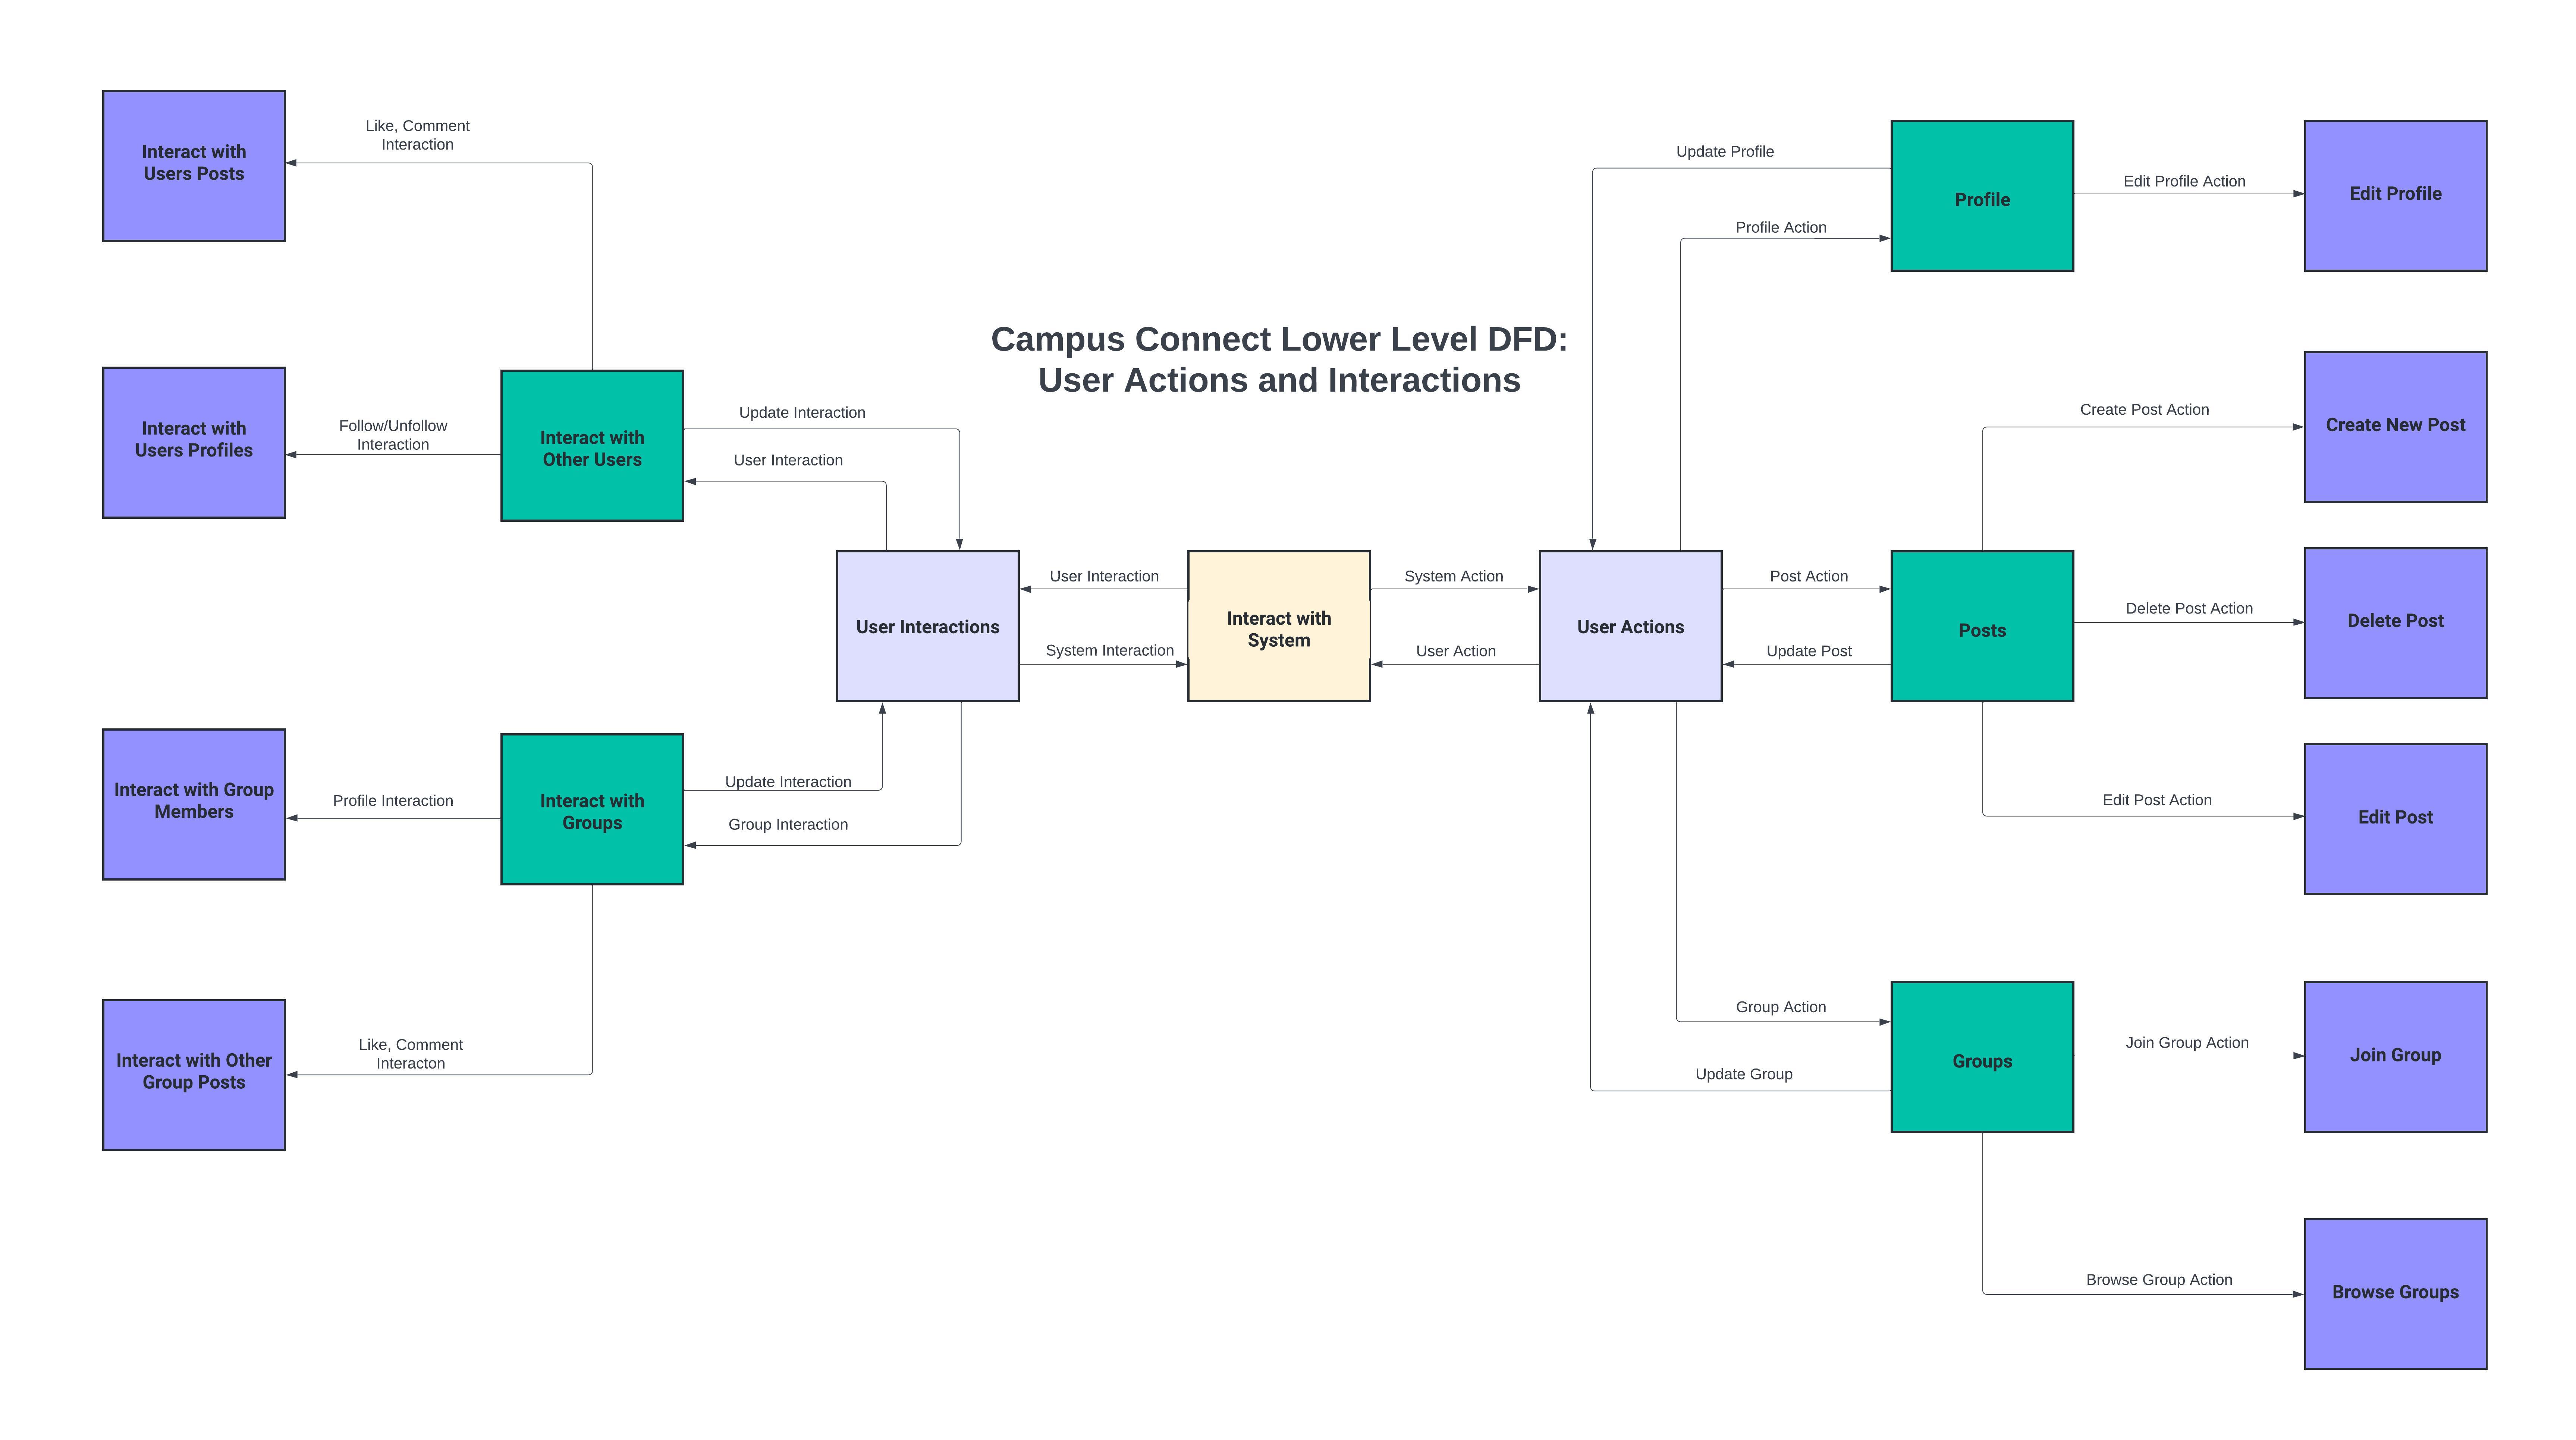 Like, Comment
Interaction
Interact with
Users Posts
Update Profile
Profile
Edit Profile Action
Edit Profile
Profile Action
Campus Connect Lower Level DFD:
User Actions and Interactions
Follow/Unfollow
Interaction
Interact with
Users Profiles
Interact with
Other Users
Update Interaction
User Interaction
Create Post Action
Create New Post
User Interactions
User Interaction
System Interaction
Interact with
System
System Action
User Action
User Actions
Post Action
Update Post
Posts
Delete Post Action
Delete Post
Edit Post Action
Edit Post
Interact with Group
Members
Profile Interaction
Interact with
Groups
Update Interaction
Group Interaction
Like, Comment
Interacton
Interact with Other
Group Posts
Group Action
Update Group
Groups
Join Group Action
Join Group
Browse Group Action
Browse Groups